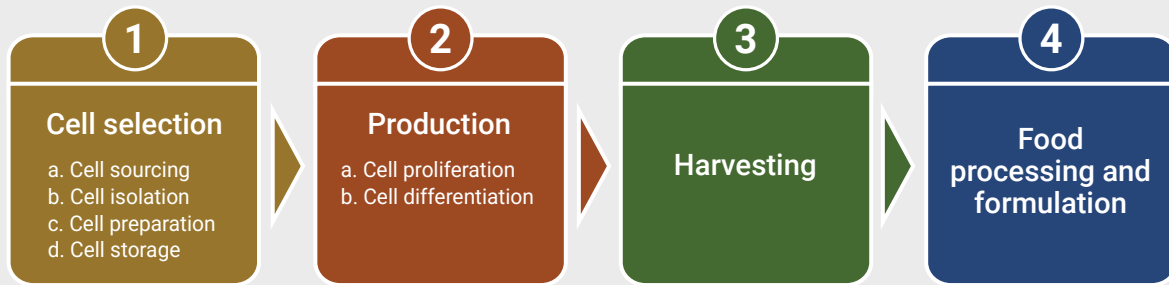 1
Cell selection
a. Cell sourcing
b. Cell isolation
c. Cell preparation
d. Cell storage
2
Production
a. Cell proliferation
b. Cell differentiation
3
Harvesting
4
Food
processing and
formulation